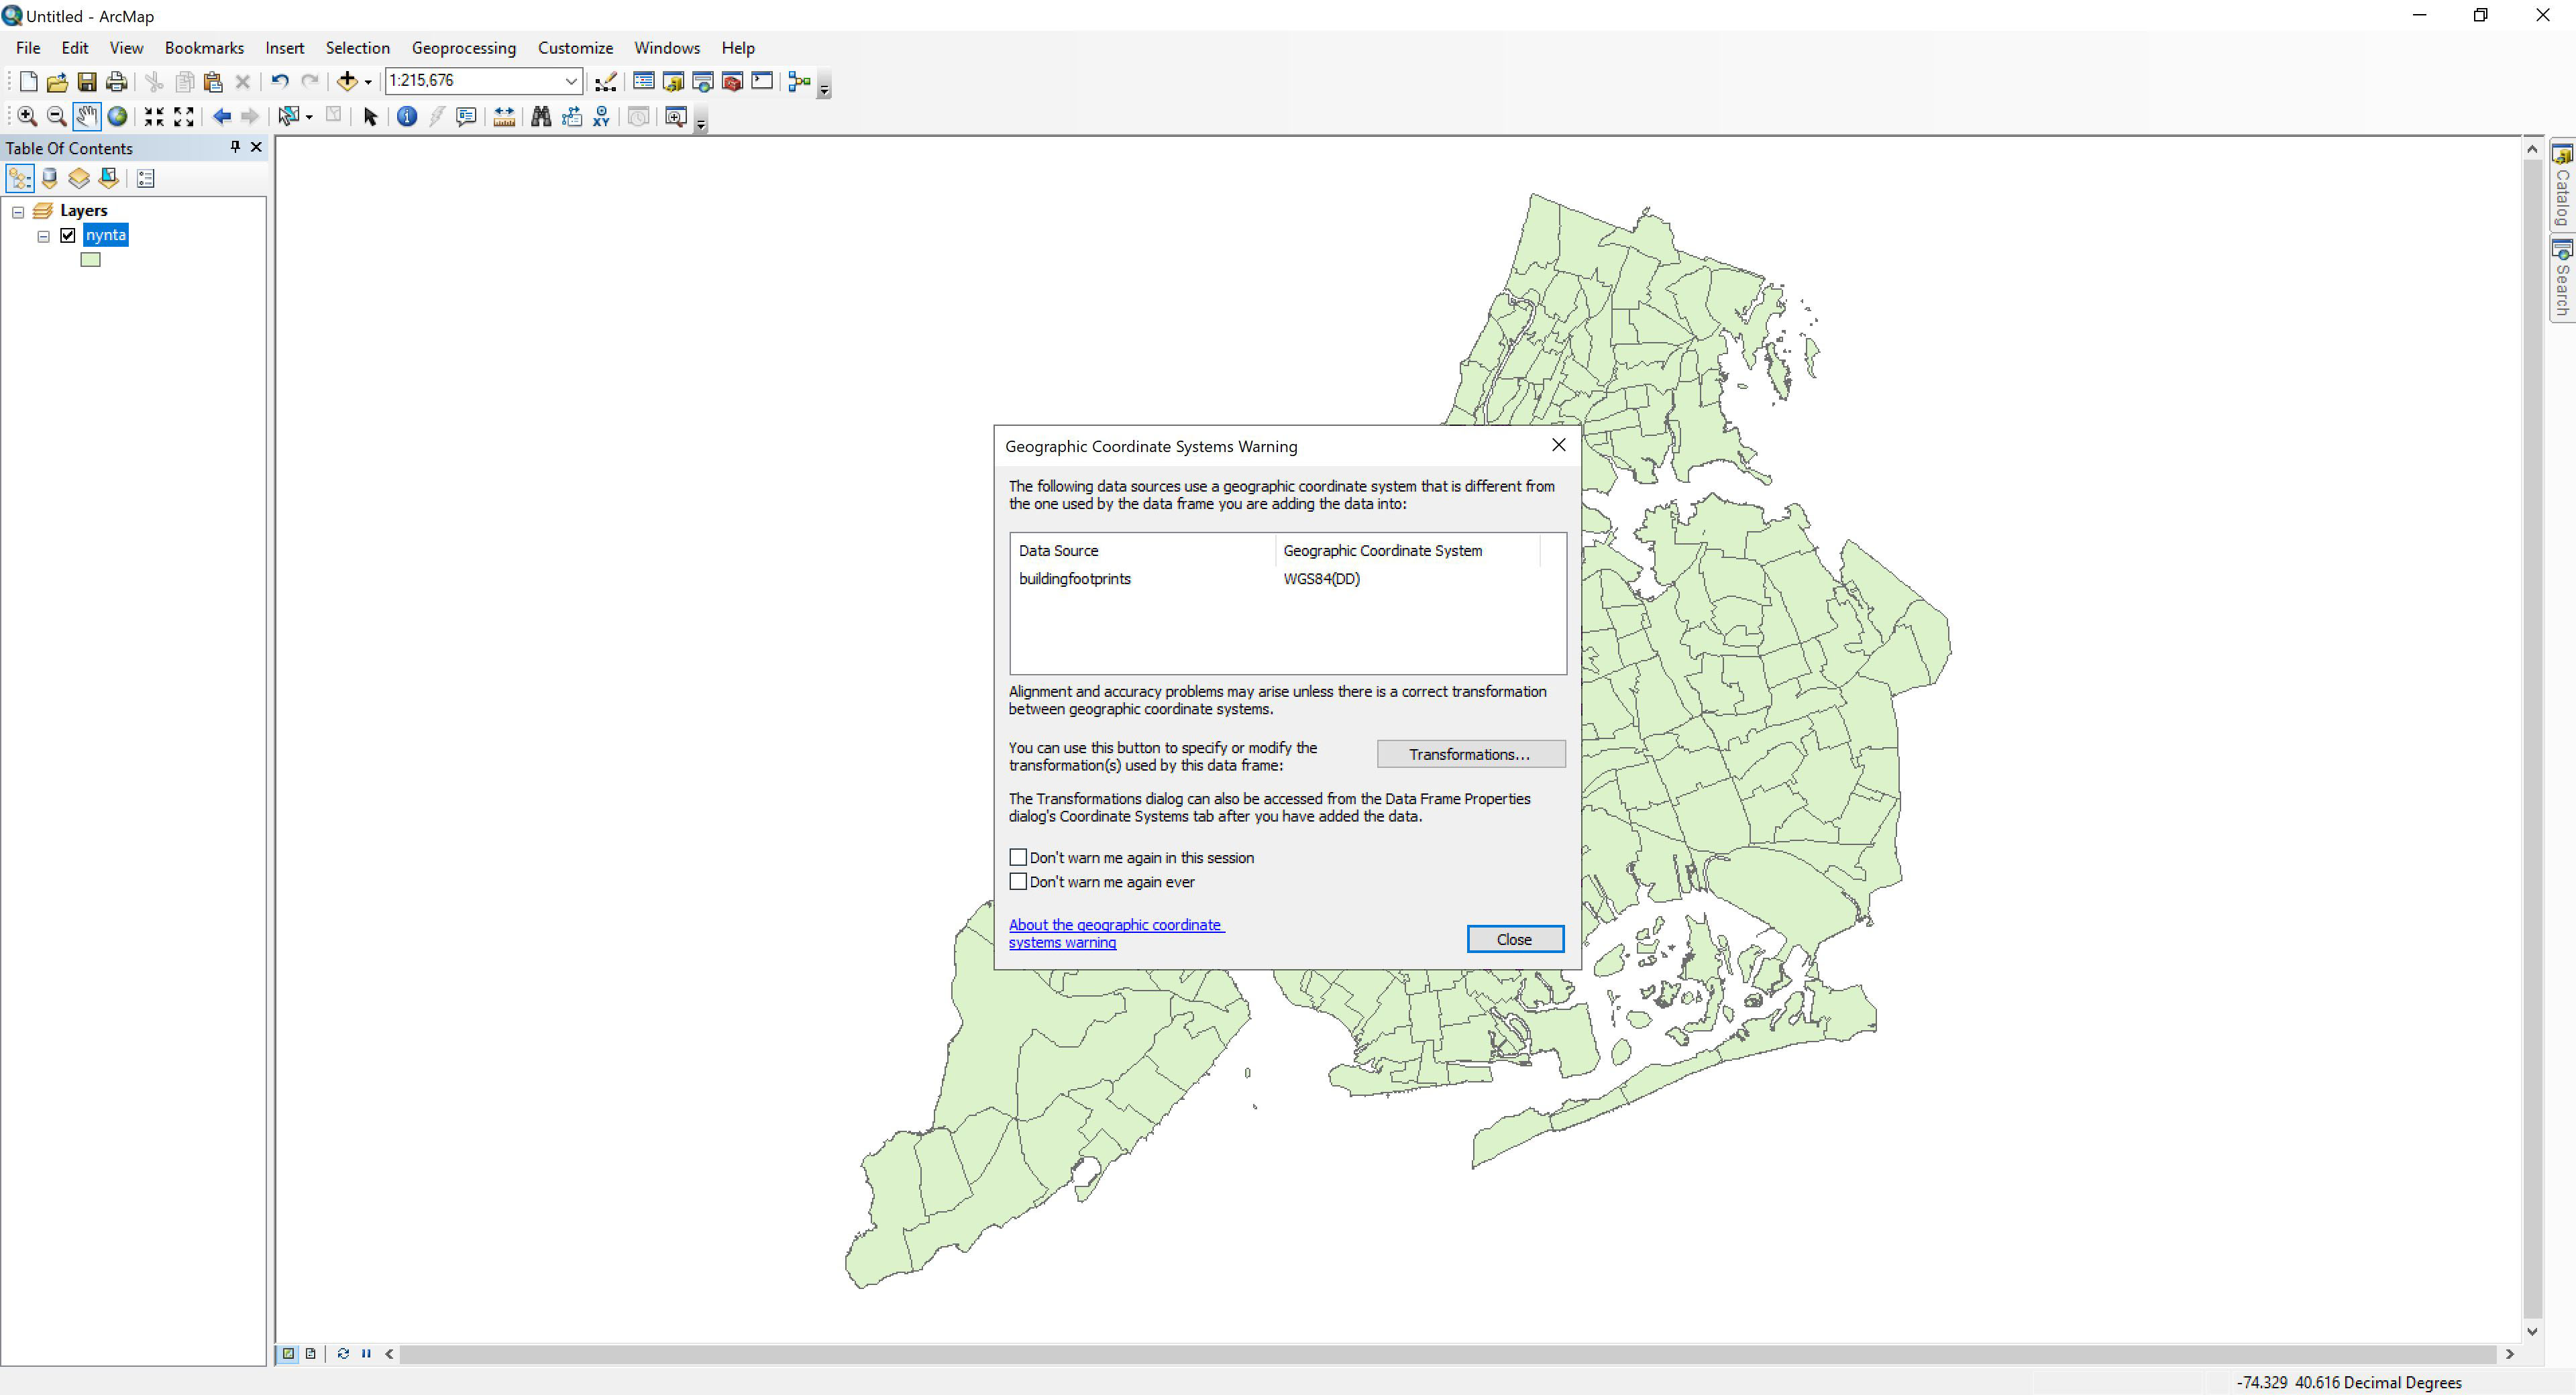 Untitled - ArcMap
File Edit View Bookmarks Insert Selection Geoprocessing Customize Windows Help
1:215,676
XY
Table Of Contents
Layers
nynta
Geographic Coordinate Systems Warning
The following data sources use a geographic coordinate system that is different from
the one used by the data frame you are adding the data into:
Data Source Geographic Coordinate System
buildingfootprints WGS84(DD)
Alignment and accuracy problems may arise unless there is a correct transformation
between geographic coordinate systems.
You can use this button to specify or modify the
transformation(s) used by this data frame:
Transformations...
The Transformations dialog can also be accessed from the Data Frame Properties
dialog's Coordinate Systems tab after you have added the data.
Don't warn me again in this session
Don't warn me again ever
About the geographic coordinate
systems warning
Close
Catalog
Search
-74.329 40.616 Decimal Degrees